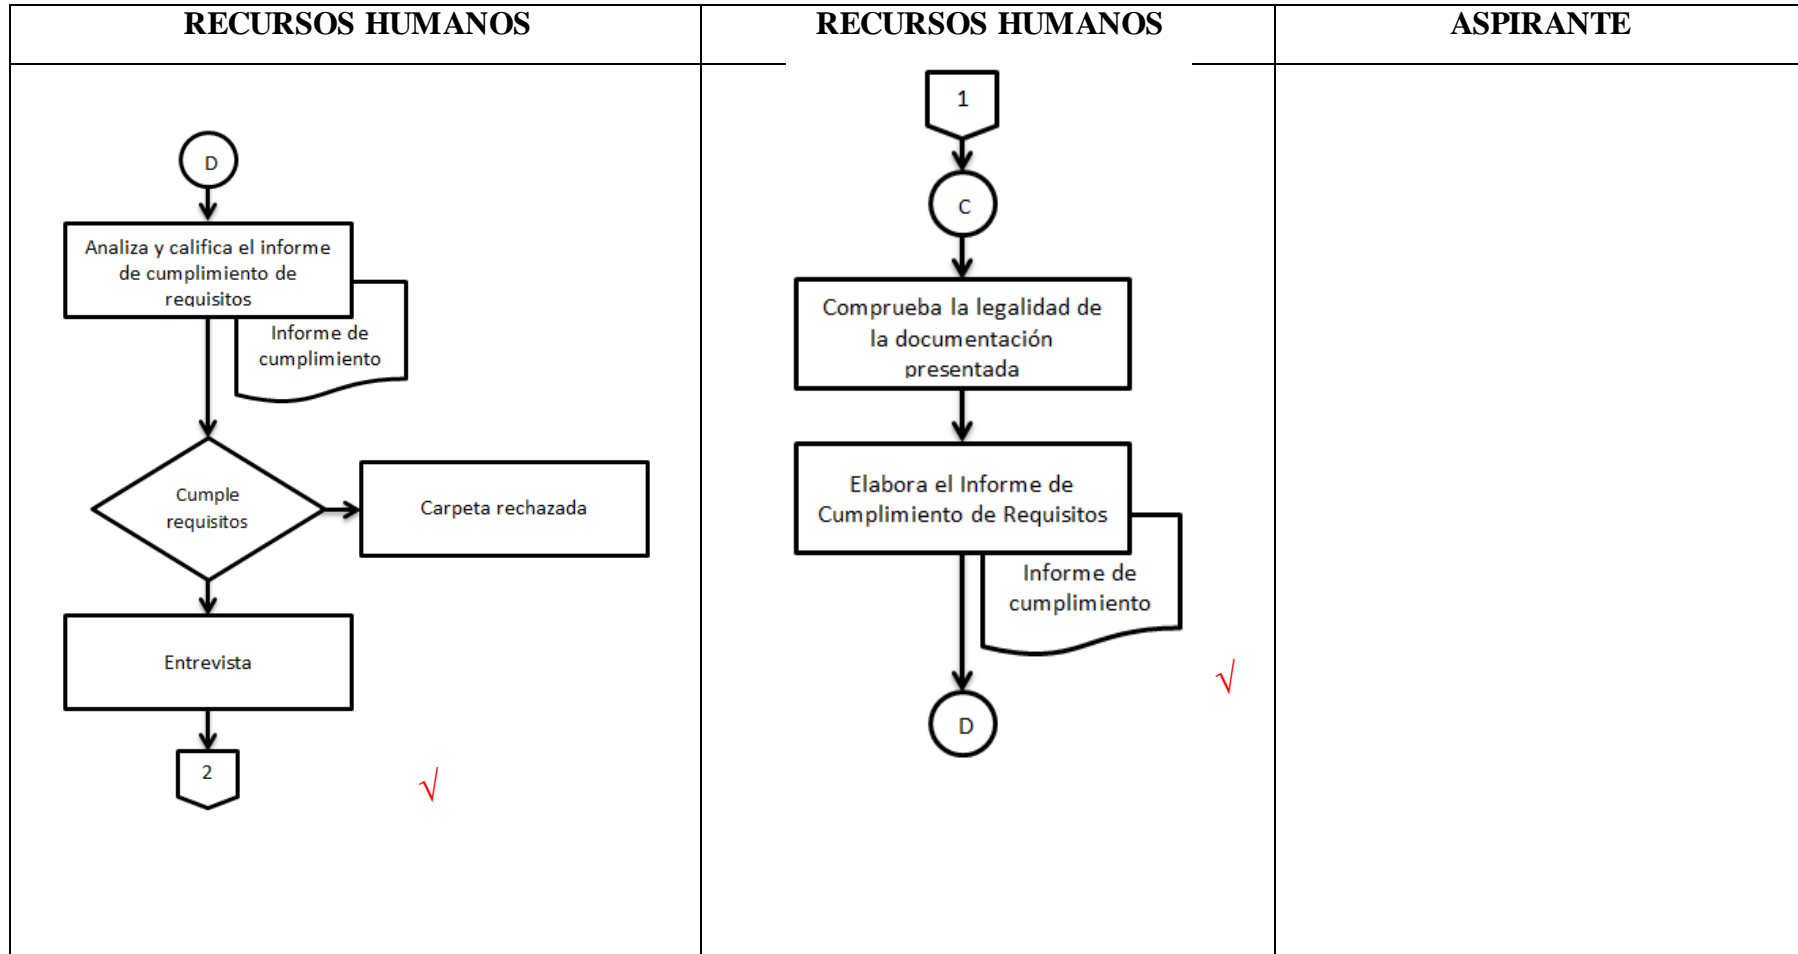 RECURSOS HUMANOS
RECURSOS HUMANOS
ASPIRANTE
D
Analiza y califica el informe
de cumplimiento de
requisitos
Informe de
cumplimiento
Cumple
requisitos
Carpeta rechazada
Entrevista
2
√
1
C
Comprueba la legalidad de
la documentación
presentada
Elabora el Informe de
Cumplimiento de Requisitos
Informe de
cumplimiento
√
D